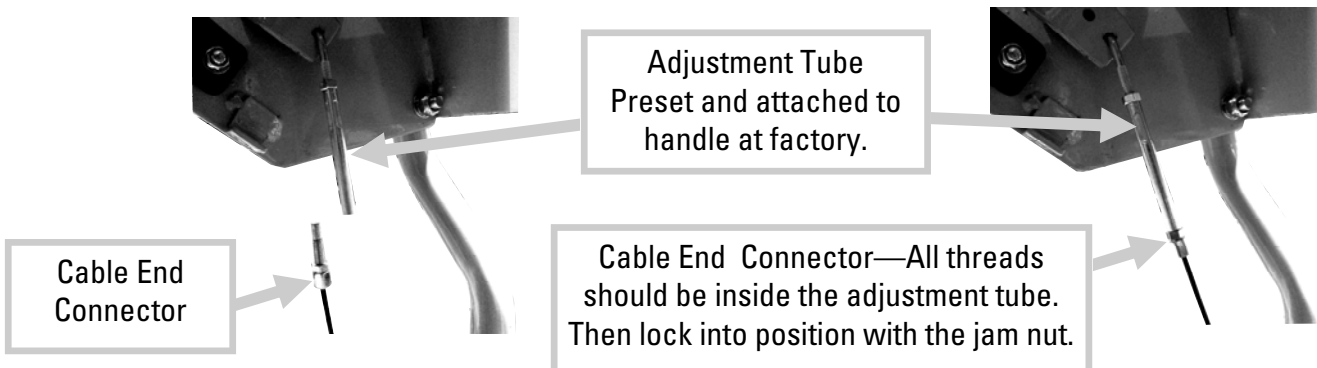 Adjustment Tube
Preset and attached to
handle at factory.
Cable End
Connector
Cable End  Connector—All threads
should be inside the adjustment tube.
Then lock into position with the jam nut.